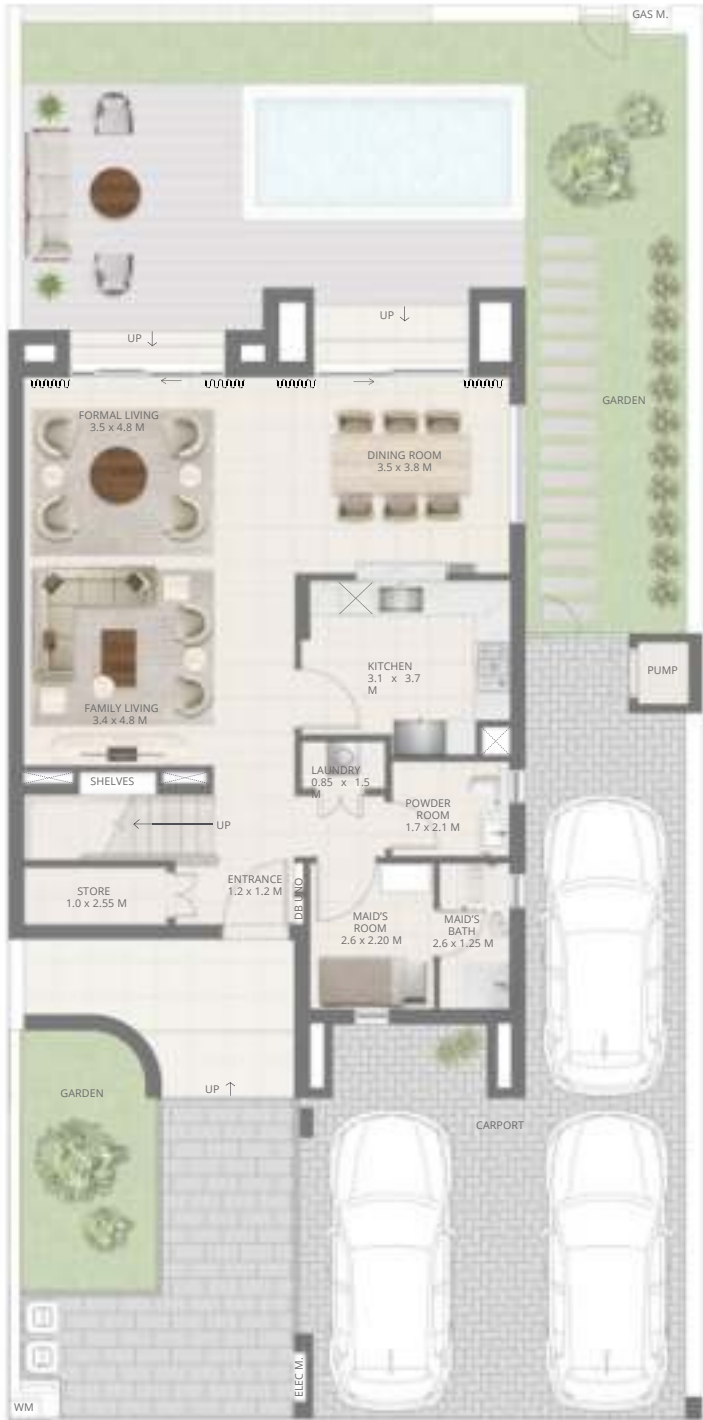 GAS M.
UP
UP
FORMAL LIVING
3.5 x 4.8 M
GARDEN
DINING ROOM
3.5 x 3.8 M
KITCHEN
3.1 x 3.7
M
PUMP
FAMILY LIVING
3.4 x 4.8 M
SHELVES
LAUNDRY
0.85 x 1.5
M
POWDER
ROOM
1.7 x 2.1 M
UP
ENTRANCE
1.2 x 1.2 M
STORE
1.0 x 2.55 M
DB UNO
MAID'S
ROOM
2.6 x 2.20 M
MAID'S
BATH
2.6 x 1.25 M
GARDEN
UP
CARPORT
ELEC M.
WM